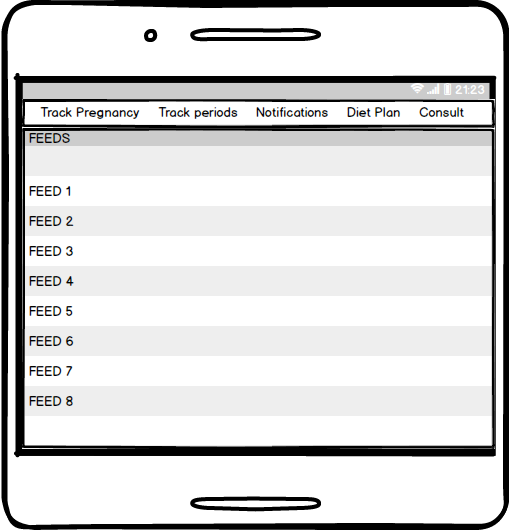 21:23
Track Pregnancy Track periods Notifications Diet Plan Consult
FEEDS
FEED 1
FEED 2
FEED 3
FEED 4
FEED 5
FEED 6
FEED 7
FEED 8